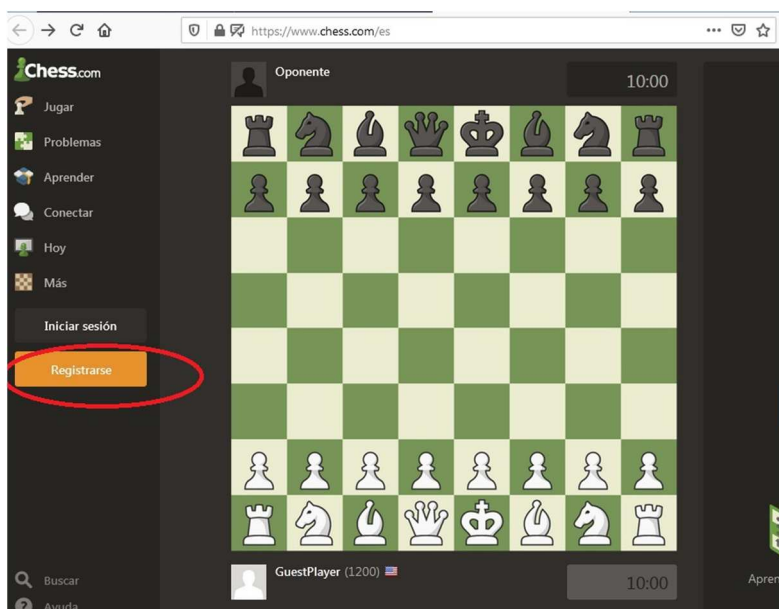 https://www.chess.com/es
Chess.com
Jugar
Problemas
Aprender
Conectar
Hoy
Más
Iniciar sesión
Registrarse
Buscar
Ayuda
Oponente
10:00
GuestPlayer (1200)
10:00